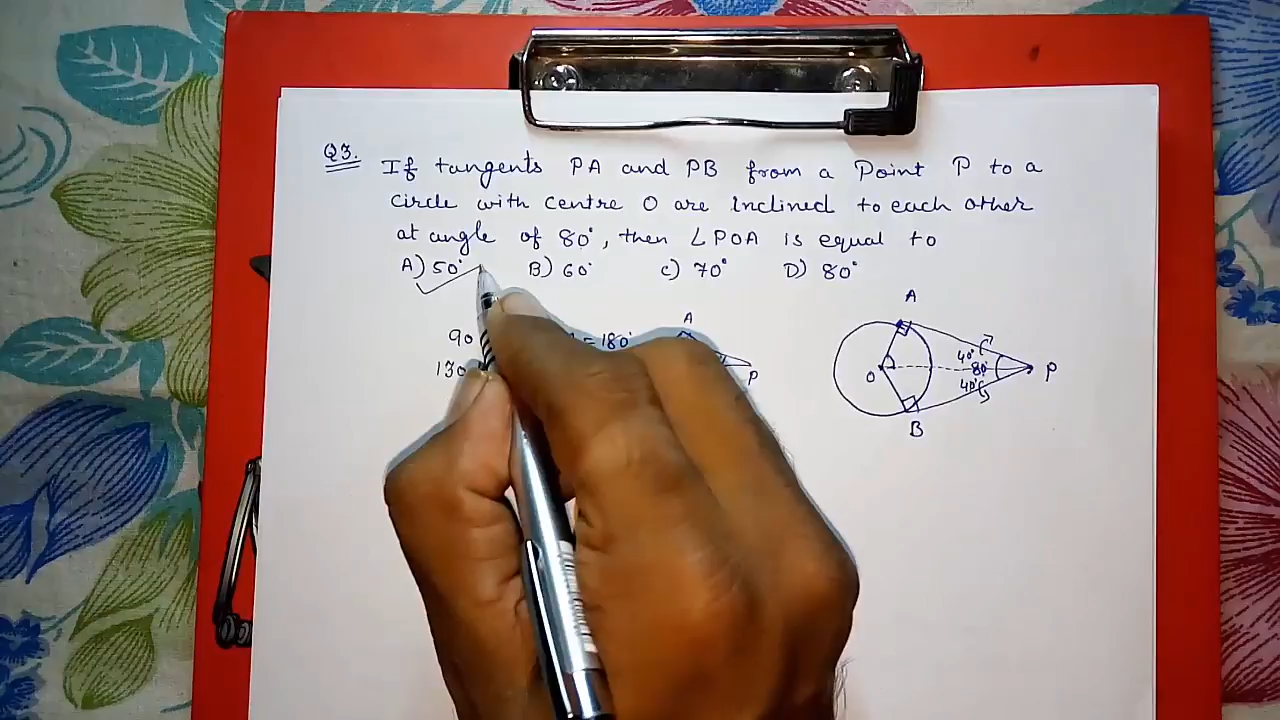 Q3. If tangents PA and PB from a Point P to a
circle with centre O are Inclined to each other
at angle of 80°, then ∠POA is equal to
A) 50° B) 60° C) 70° D) 80°
90 = 180°
130
A
P
A
O
40°
80°
40°
P
B